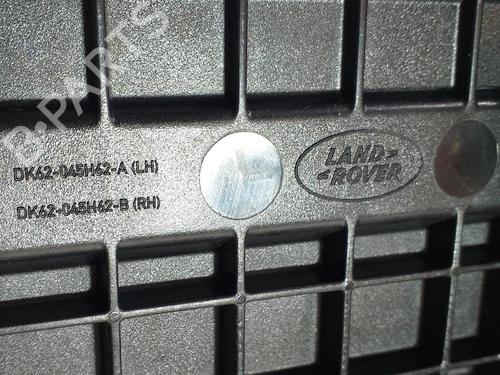 B-PARTS
DK62-045H62-A (LH)
LAND
ROVER
DK62-045H62-B (RH)